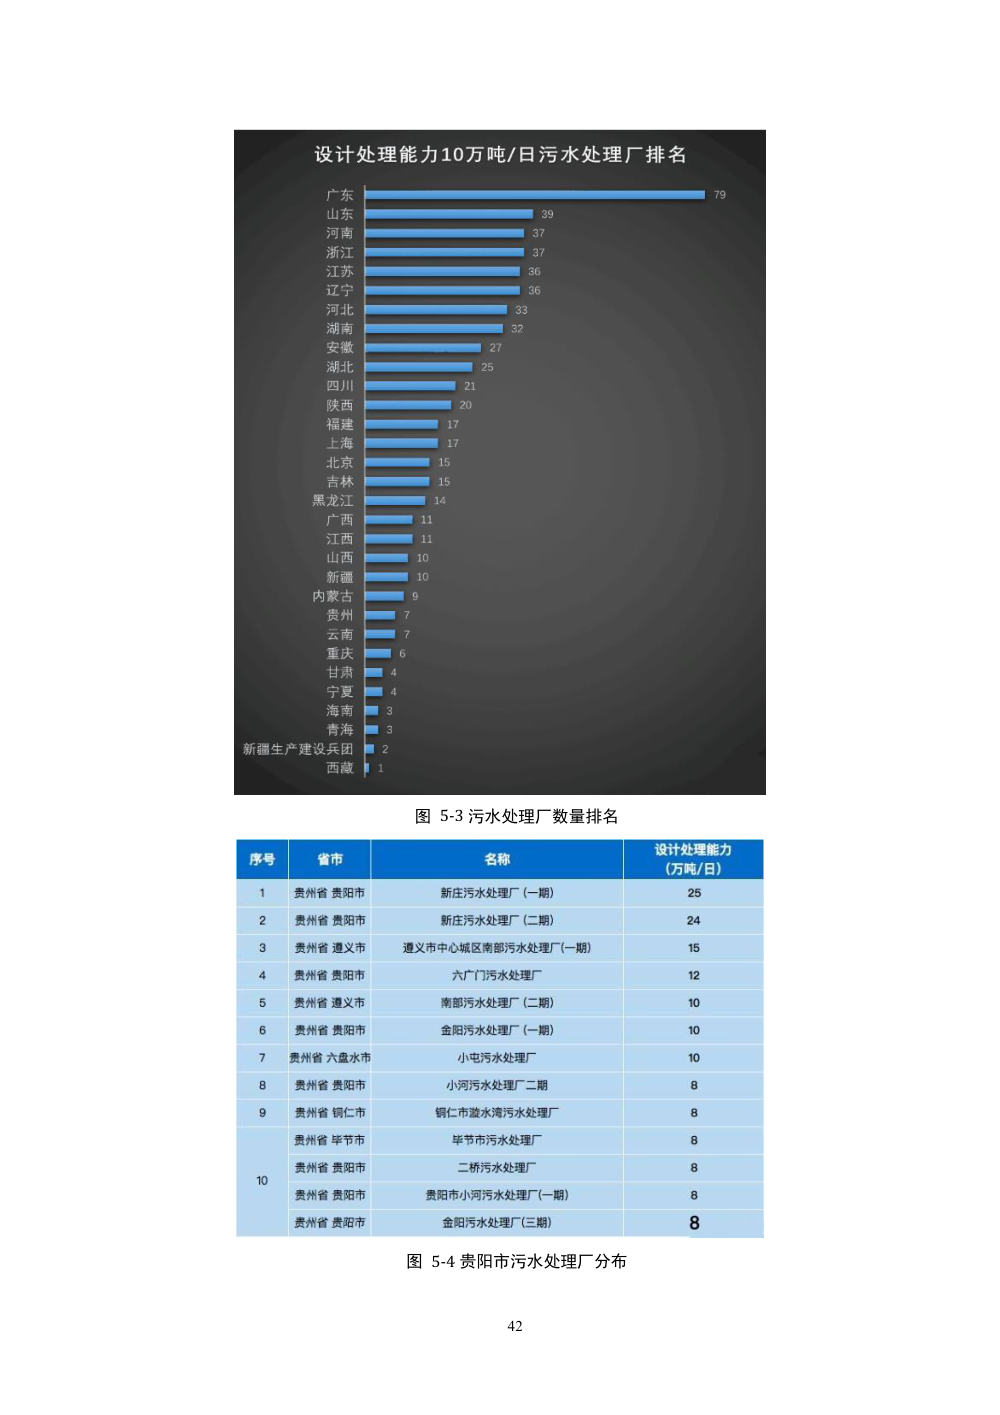 设计处理能力10万吨/日污水处理厂排名
广东 79
山东 39
河南 37
浙江 37
江苏 36
辽宁 36
河北 33
湖南 32
安徽 27
湖北 25
四川 21
陕西 20
福建 17
上海 17
北京 15
吉林 15
黑龙江 14
广西 11
江西 11
山西 10
新疆 10
内蒙古 9
贵州 7
云南 7
重庆 6
甘肃 4
宁夏 4
海南 3
青海 3
新疆生产建设兵团 2
西藏 1
图 5-3 污水处理厂数量排名
序号 省市 名称 设计处理能力
(万吨/日)
1 贵州省 贵阳市 新庄污水处理厂 (一期) 25
2 贵州省 贵阳市 新庄污水处理厂 (二期) 24
3 贵州省 遵义市 遵义市中心城区南部污水处理厂(一期) 15
4 贵州省 贵阳市 六广门污水处理厂 12
5 贵州省 遵义市 南部污水处理厂 (二期) 10
6 贵州省 贵阳市 金阳污水处理厂 (一期) 10
7 贵州省 六盘水市 小屯污水处理厂 10
8 贵州省 贵阳市 小河污水处理厂二期 8
9 贵州省 铜仁市 铜仁市漩水湾污水处理厂 8
10 贵州省 毕节市 毕节市污水处理厂 8
贵州省 贵阳市 二桥污水处理厂 8
贵州省 贵阳市 贵阳市小河污水处理厂(一期) 8
贵州省 贵阳市 金阳污水处理厂(三期) 8
图 5-4 贵阳市污水处理厂分布
42